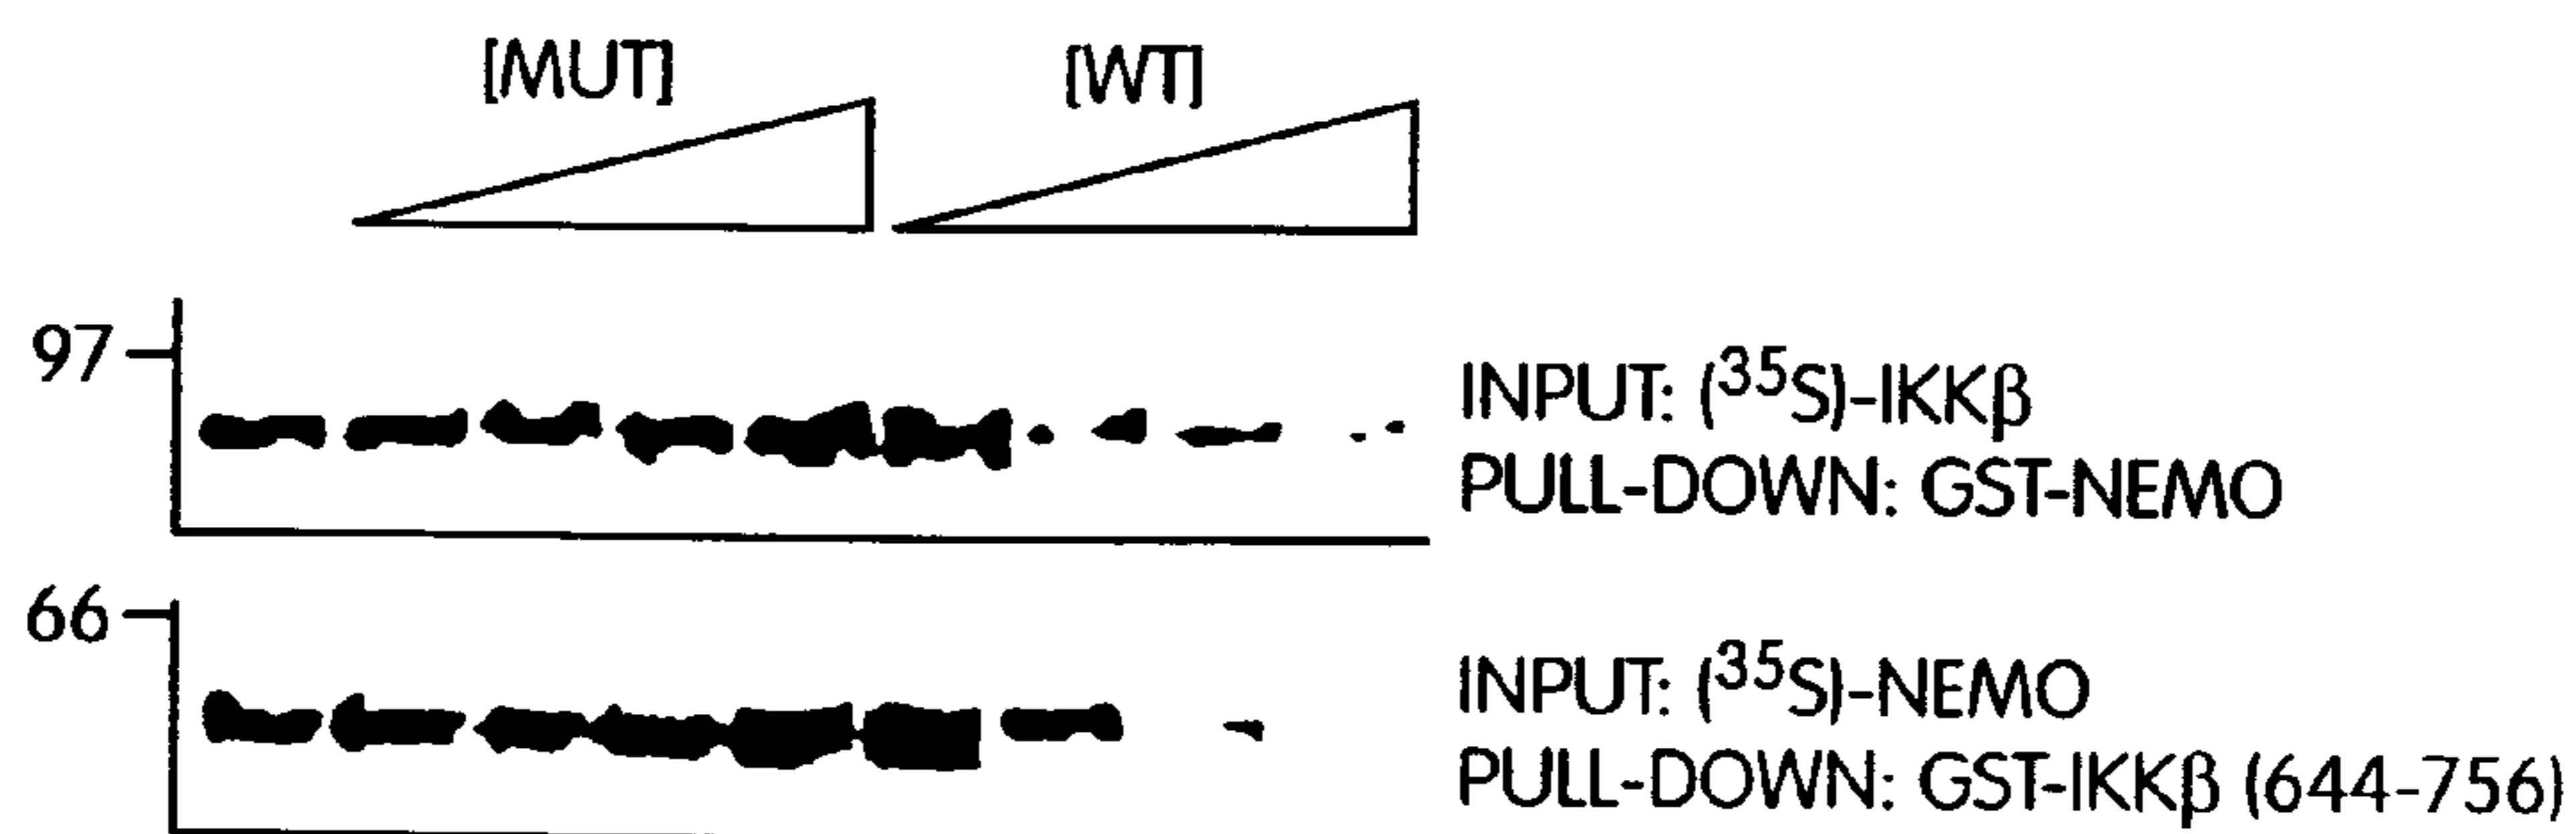 [MUT] [WT]
97
INPUT: (³⁵S)-IKKβ
PULL-DOWN: GST-NEMO
66
INPUT: (³⁵S)-NEMO
PULL-DOWN: GST-IKKβ (644-756)